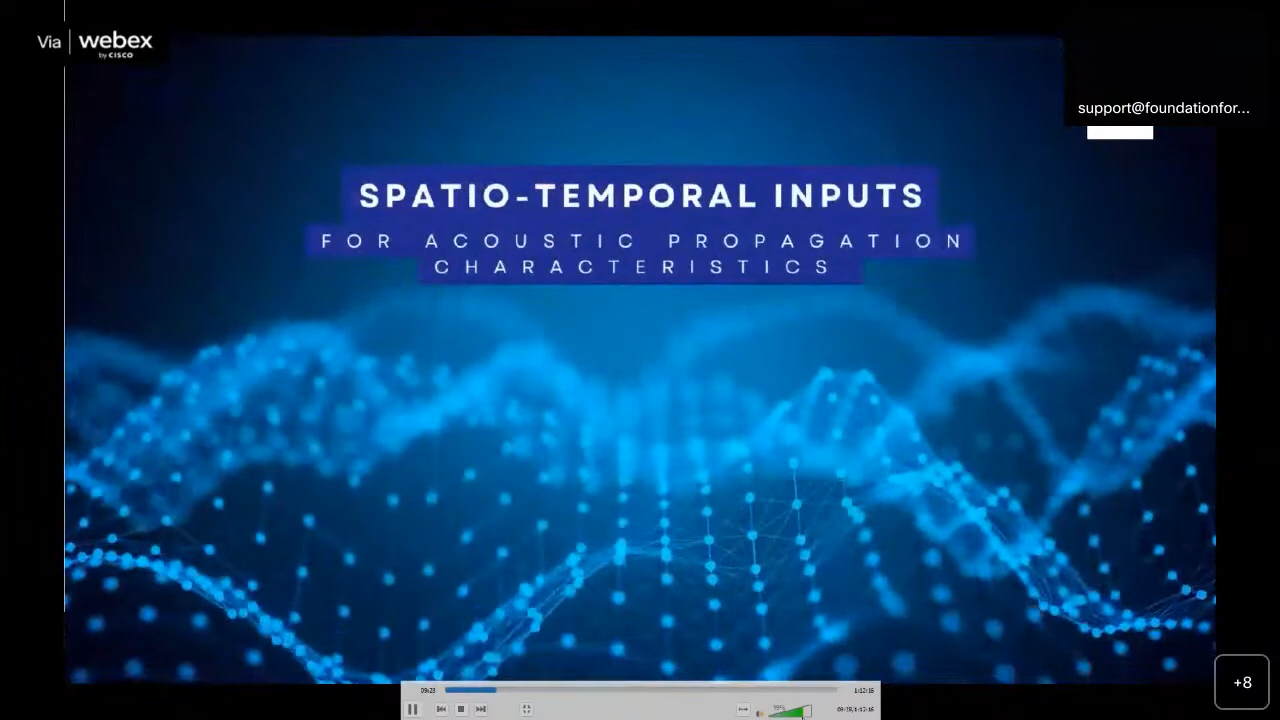 Via webex
by CISCO
support@foundationfor...
SPATIO-TEMPORAL INPUTS
FOR ACOUSTIC PROPAGATION
CHARACTERISTICS
+8